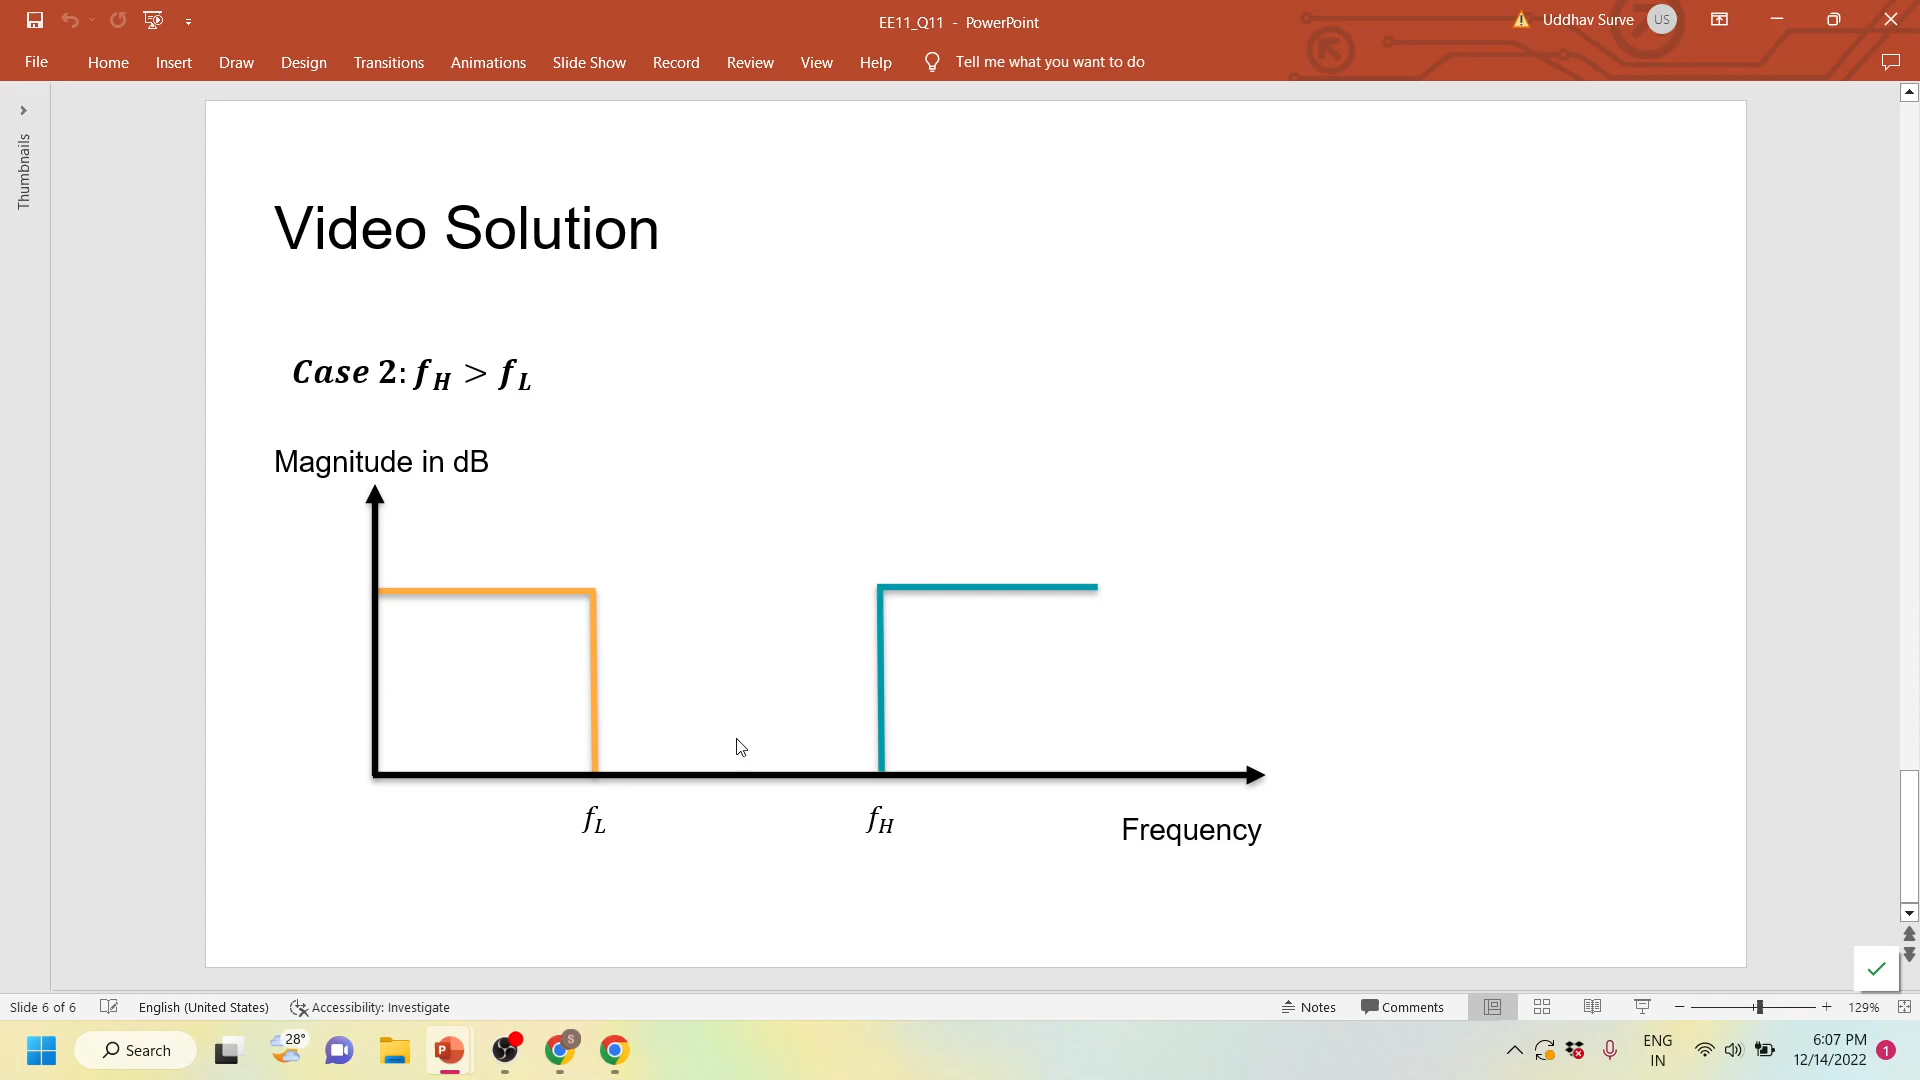 EE11_Q11 - PowerPoint
Uddhav Surve
US
File
Home
Insert
Draw
Design
Transitions
Animations
Slide Show
Record
Review
View
Help
Tell me what you want to do
Thumbnails
Video Solution
Case 2: f_H > f_L
Magnitude in dB
f_L
f_H
Frequency
Slide 6 of 6
English (United States)
Accessibility: Investigate
Notes
Comments
129%
Search
28°
S
ENG
IN
6:07 PM
12/14/2022
1